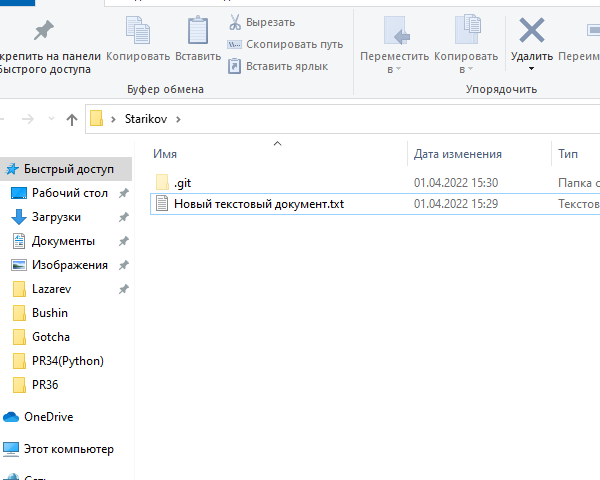 Вырезать
Скопировать путь
Вставить ярлык
крепить на панели
быстрого доступа
Копировать
Вставить
Переместить
в
Копировать
в
Удалить
Переим
Буфер обмена
Упорядочить
Starikov
Имя
Дата изменения
Тип
Быстрый доступ
.git
01.04.2022 15:30
Папка с
Рабочий стол
Новый текстовый документ.txt
01.04.2022 15:29
Текстов
Загрузки
Документы
Изображения
Lazarev
Bushin
Gotcha
PR34(Python)
PR36
OneDrive
Этот компьютер
Сеть